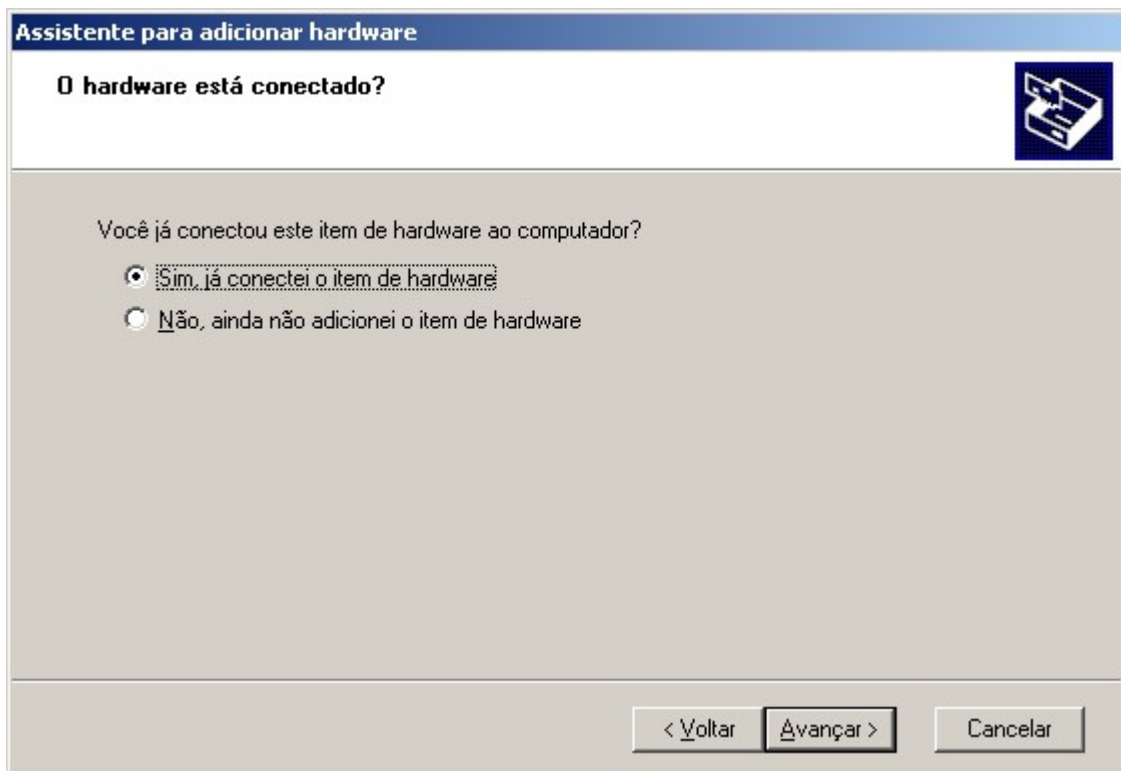 Assistente para adicionar hardware
O hardware está conectado?
Você já conectou este item de hardware ao computador?
Sim, já conectei o item de hardware
Não, ainda não adicionei o item de hardware
< Voltar
Avançar >
Cancelar